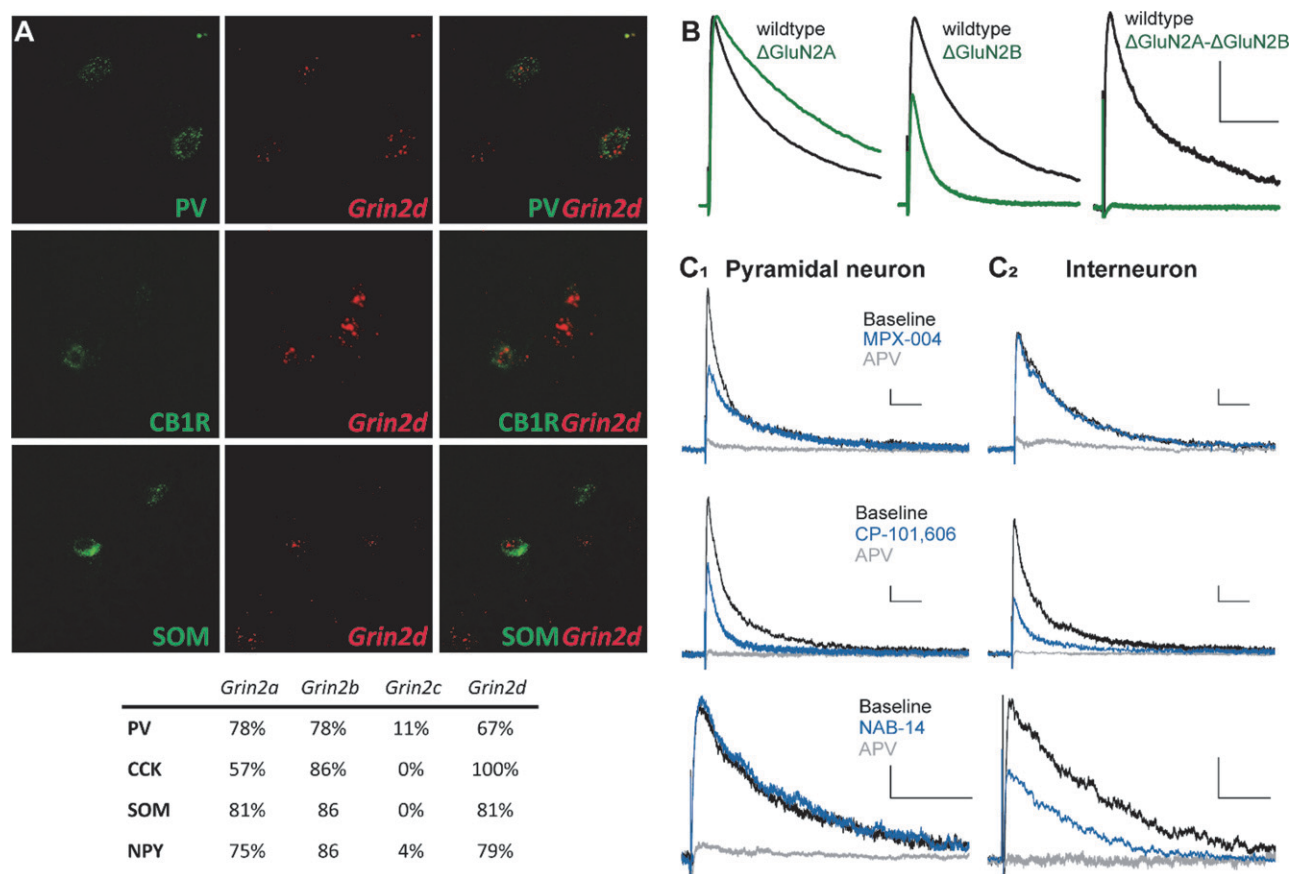 A
PV
Grin2d
PV Grin2d
CB1R
Grin2d
CB1R Grin2d
SOM
Grin2d
SOM Grin2d
Grin2a Grin2b Grin2c Grin2d
PV 78% 78% 11% 67%
CCK 57% 86% 0% 100%
SOM 81% 86 0% 81%
NPY 75% 86 4% 79%
B
wildtype
ΔGluN2A
wildtype
ΔGluN2B
wildtype
ΔGluN2A-ΔGluN2B
C1 Pyramidal neuron
Baseline
MPX-004
APV
Baseline
CP-101,606
APV
Baseline
NAB-14
APV
C2 Interneuron